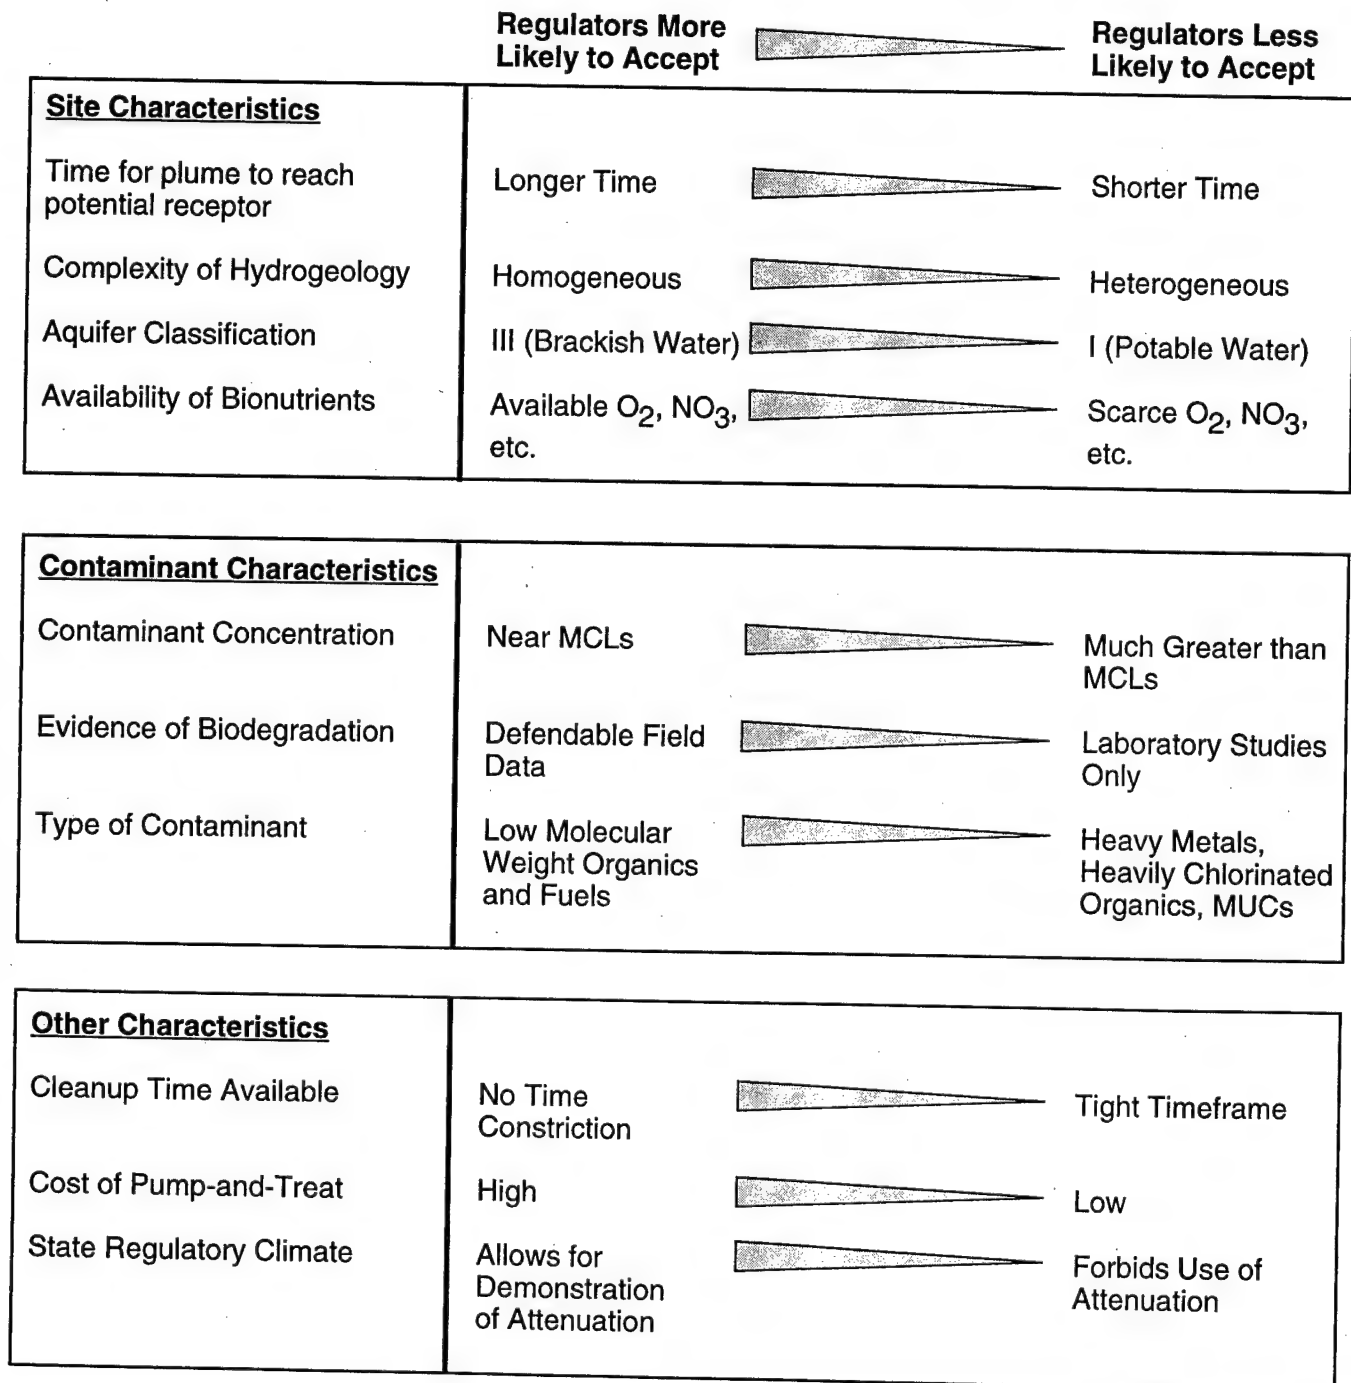 Regulators More
Likely to Accept
Regulators Less
Likely to Accept
Site Characteristics
Time for plume to reach
potential receptor
Longer Time
Shorter Time
Complexity of Hydrogeology
Homogeneous
Heterogeneous
Aquifer Classification
III (Brackish Water)
I (Potable Water)
Availability of Bionutrients
Available O₂, NO₃,
etc.
Scarce O₂, NO₃,
etc.
Contaminant Characteristics
Contaminant Concentration
Near MCLs
Much Greater than
MCLs
Evidence of Biodegradation
Defendable Field
Data
Laboratory Studies
Only
Type of Contaminant
Low Molecular
Weight Organics
and Fuels
Heavy Metals,
Heavily Chlorinated
Organics, MUCs
Other Characteristics
Cleanup Time Available
No Time
Constriction
Tight Timeframe
Cost of Pump-and-Treat
High
Low
State Regulatory Climate
Allows for
Demonstration
of Attenuation
Forbids Use of
Attenuation